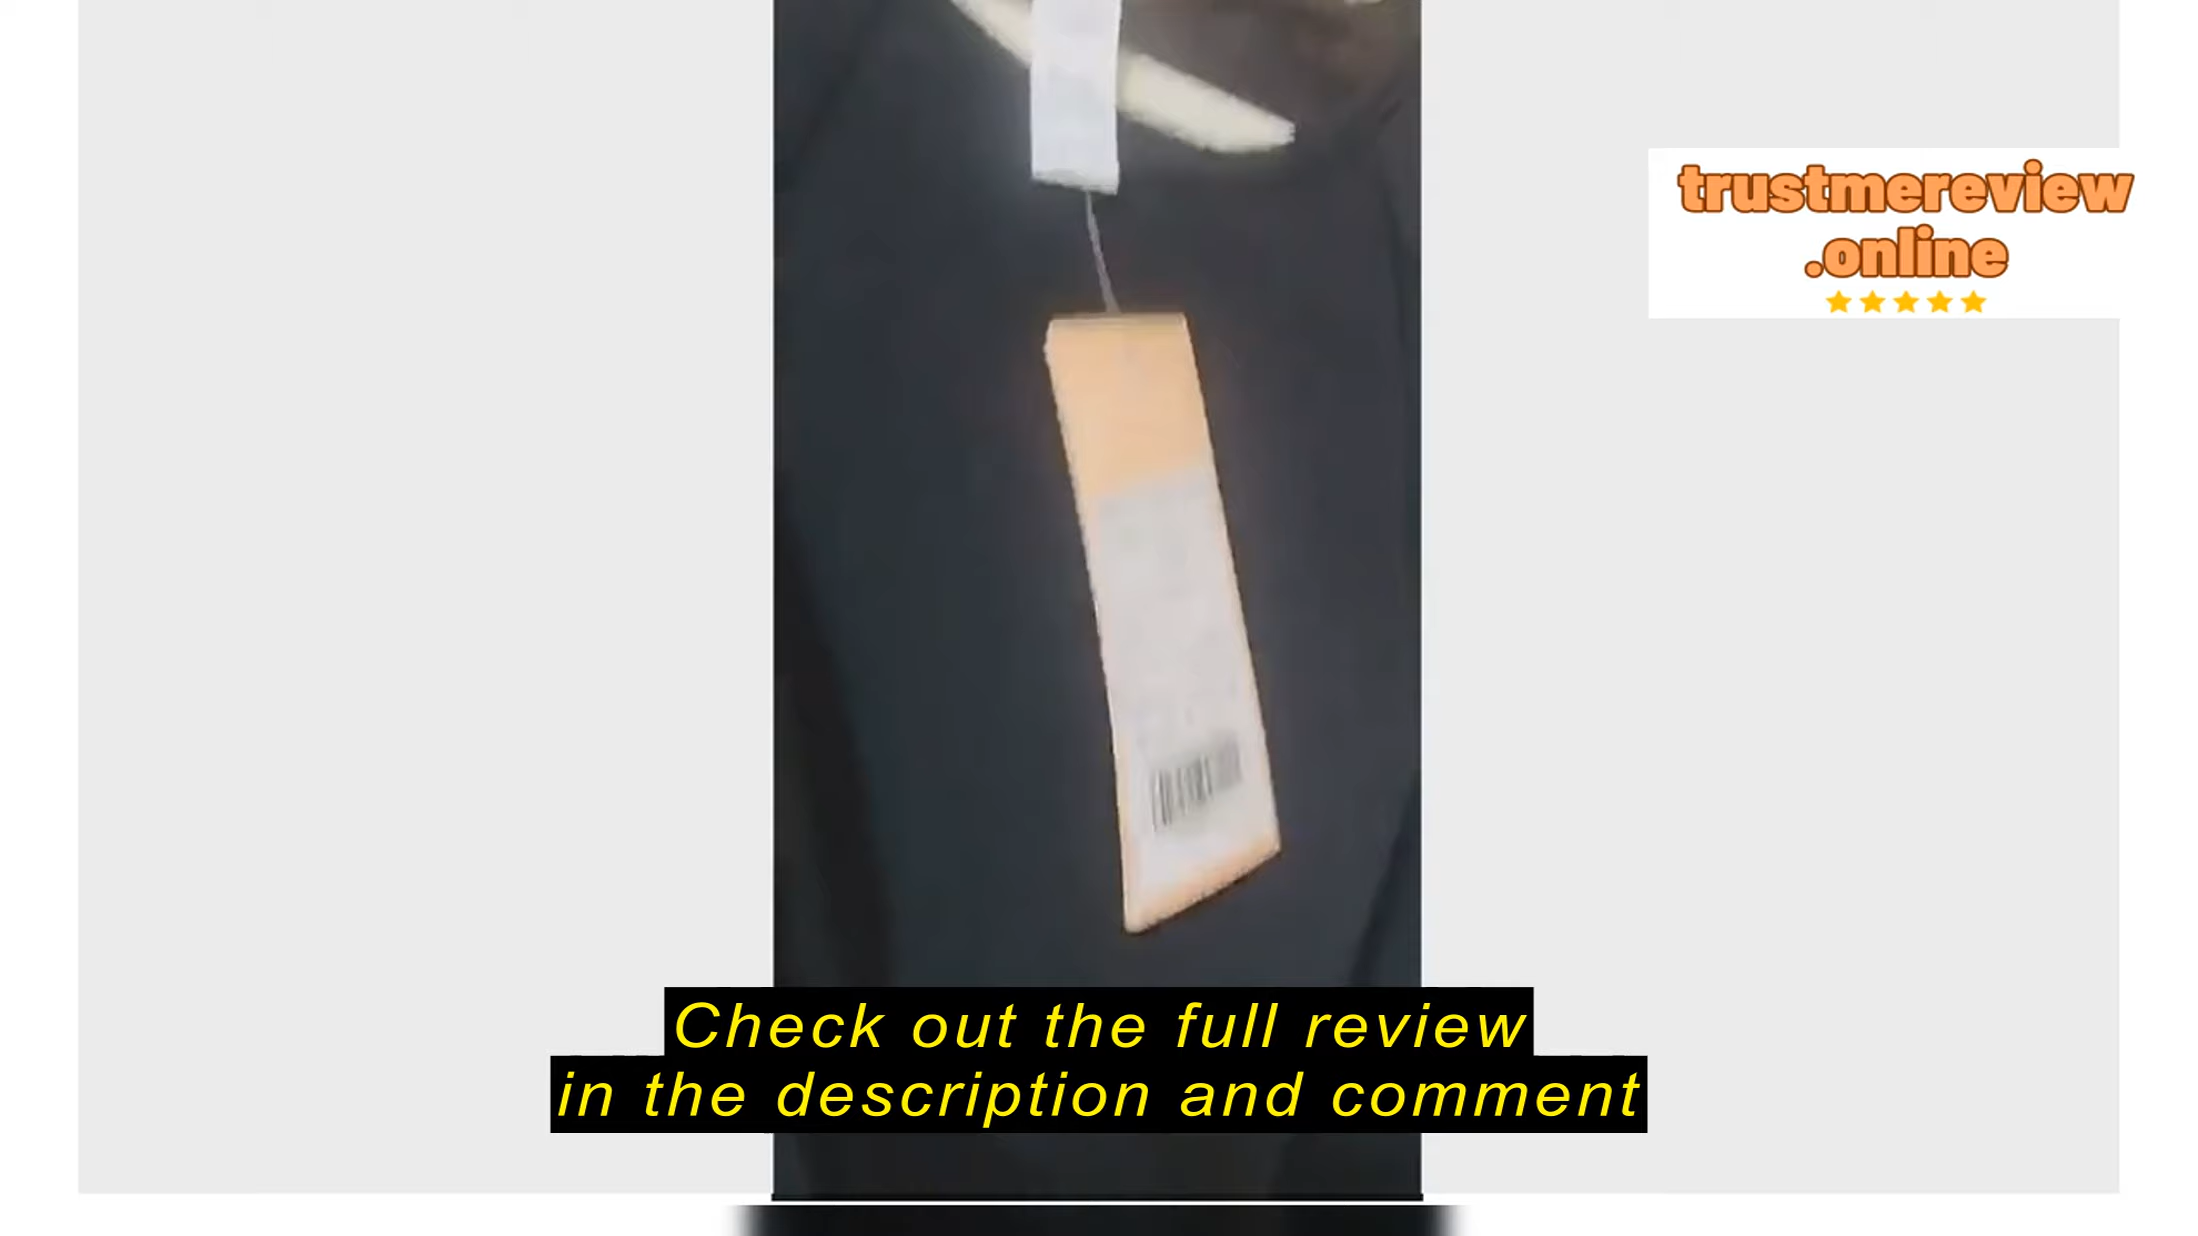 trustmereview
.online
Check out the full review
in the description and comment